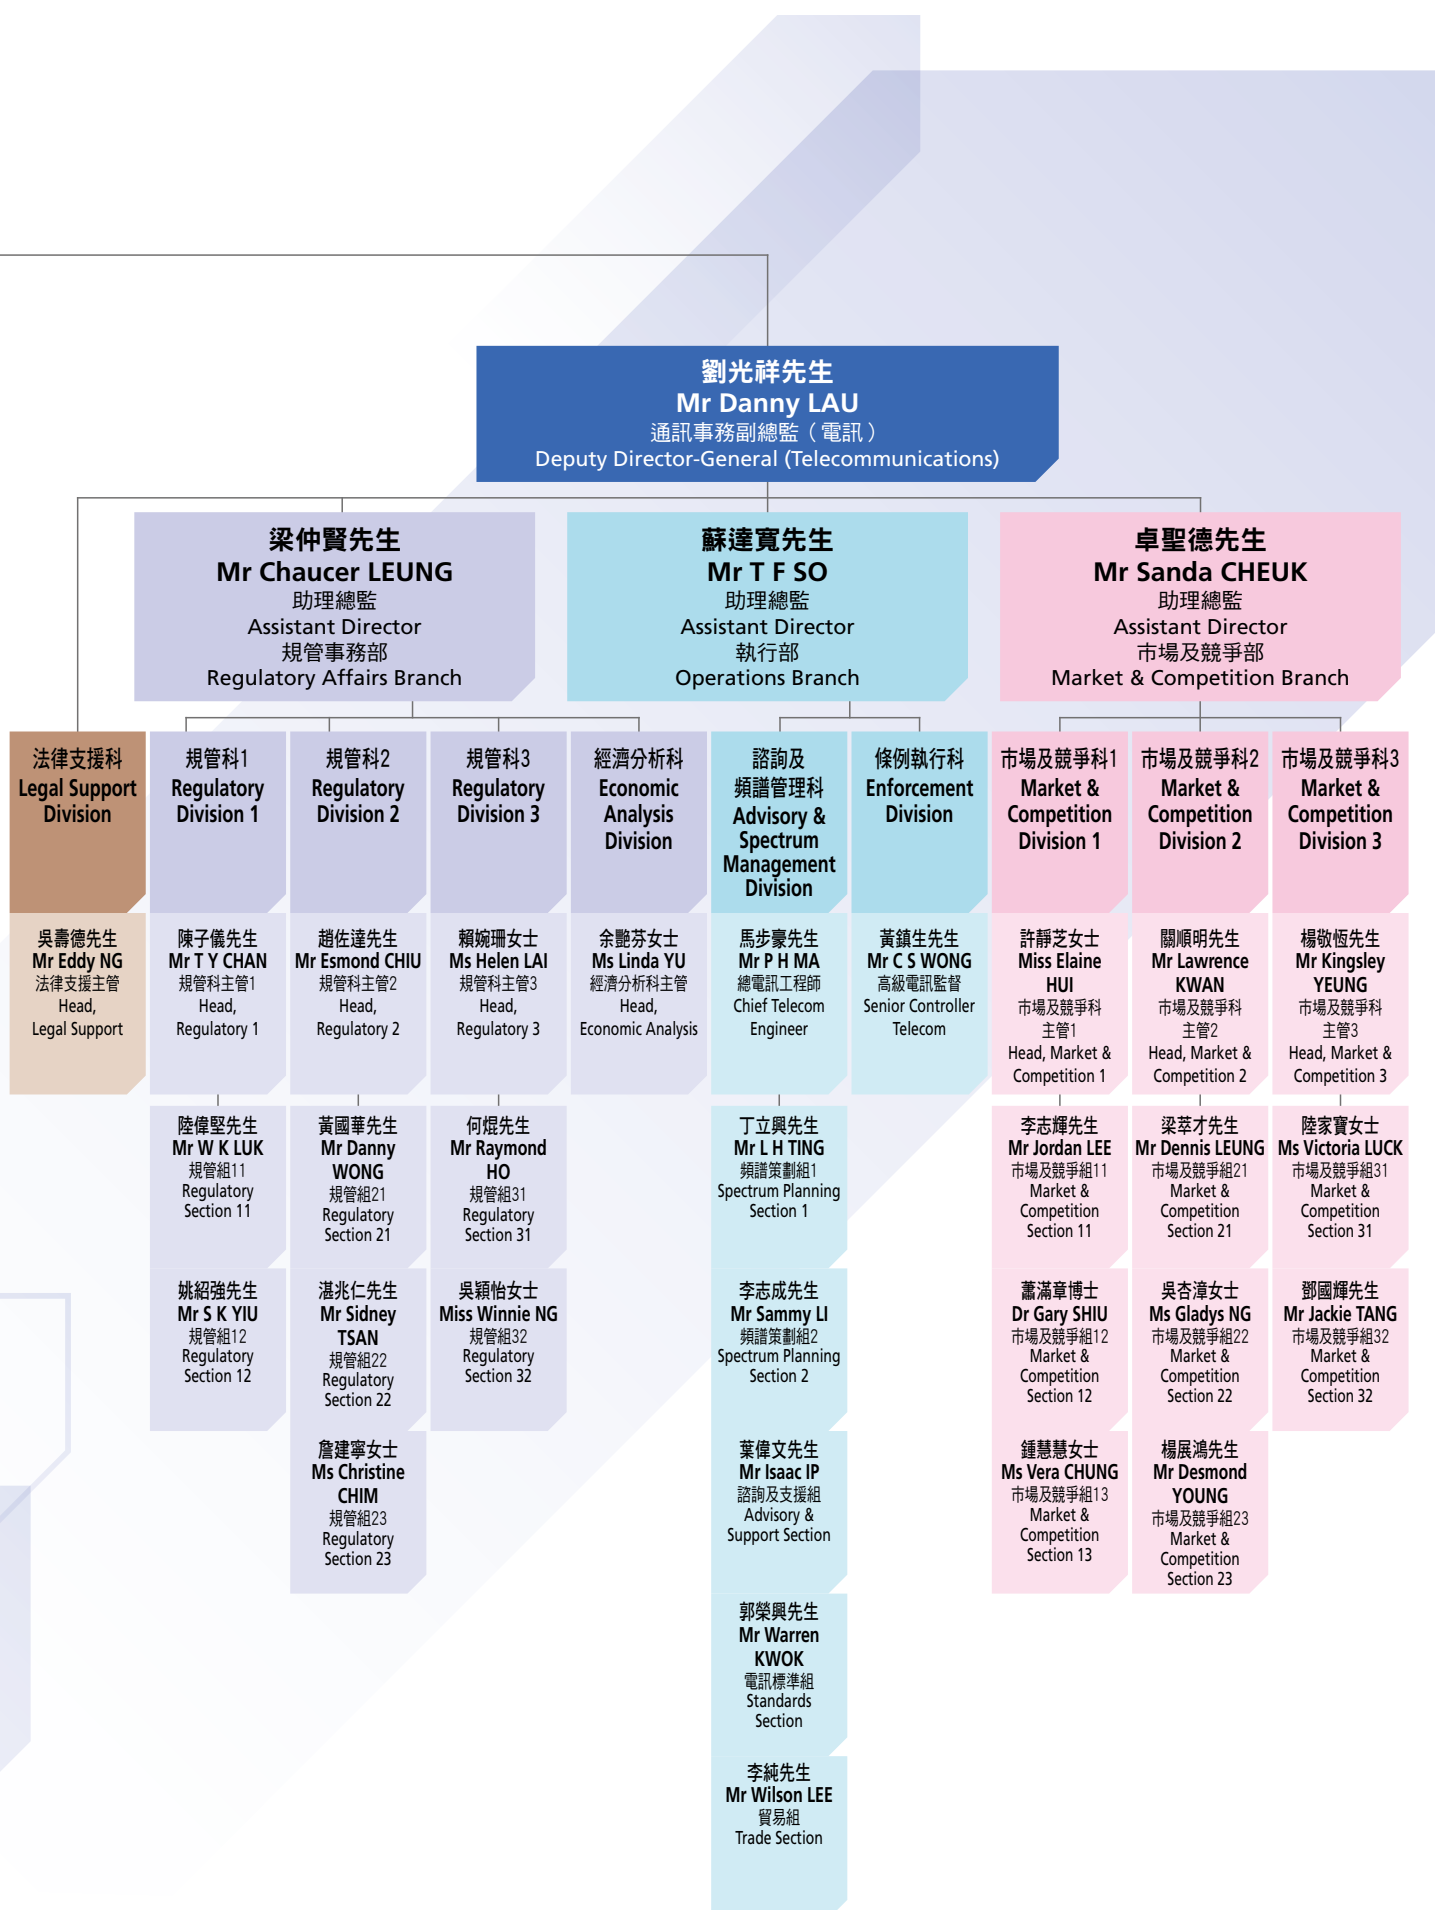 劉光祥先生
Mr Danny LAU
通訊事務副總監（電訊）
Deputy Director-General (Telecommunications)
梁仲賢先生
Mr Chaucer LEUNG
助理總監
Assistant Director
規管事務部
Regulatory Affairs Branch
蘇達寬先生
Mr T F SO
助理總監
Assistant Director
執行部
Operations Branch
卓聖德先生
Mr Sanda CHEUK
助理總監
Assistant Director
市場及競爭部
Market & Competition Branch
法律支援科
Legal Support
Division
吳壽德先生
Mr Eddy NG
法律支援主管
Head,
Legal Support
規管科1
Regulatory
Division 1
陳子儀先生
Mr T Y CHAN
規管科主管1
Head,
Regulatory 1
陸偉堅先生
Mr W K LUK
規管組11
Regulatory
Section 11
姚紹強先生
Mr S K YIU
規管組12
Regulatory
Section 12
規管科2
Regulatory
Division 2
趙佐達先生
Mr Esmond CHIU
規管科主管2
Head,
Regulatory 2
黃國華先生
Mr Danny
WONG
規管組21
Regulatory
Section 21
湛兆仁先生
Mr Sidney
TSAN
規管組22
Regulatory
Section 22
詹建寧女士
Ms Christine
CHIM
規管組23
Regulatory
Section 23
規管科3
Regulatory
Division 3
賴婉珊女士
Ms Helen LAI
規管科主管3
Head,
Regulatory 3
何焜先生
Mr Raymond
HO
規管組31
Regulatory
Section 31
吳穎怡女士
Miss Winnie NG
規管組32
Regulatory
Section 32
經濟分析科
Economic
Analysis
Division
余艷芬女士
Ms Linda YU
經濟分析科主管
Head,
Economic Analysis
諮詢及
頻譜管理科
Advisory &
Spectrum
Management
Division
馬步豪先生
Mr P H MA
總電訊工程師
Chief Telecom
Engineer
丁立興先生
Mr L H TING
頻譜策劃組1
Spectrum Planning
Section 1
李志成先生
Mr Sammy LI
頻譜策劃組2
Spectrum Planning
Section 2
葉偉文先生
Mr Isaac IP
諮詢及支援組
Advisory &
Support Section
郭榮興先生
Mr Warren
KWOK
電訊標準組
Standards
Section
李純先生
Mr Wilson LEE
貿易組
Trade Section
條例執行科
Enforcement
Division
黃鎮生先生
Mr C S WONG
高級電訊監督
Senior Controller
Telecom
市場及競爭科1
Market &
Competition
Division 1
許靜芝女士
Miss Elaine
HUI
市場及競爭科
主管1
Head, Market &
Competition 1
李志輝先生
Mr Jordan LEE
市場及競爭組11
Market &
Competition
Section 11
蕭滿章博士
Dr Gary SHIU
市場及競爭組12
Market &
Competition
Section 12
鍾慧慧女士
Ms Vera CHUNG
市場及競爭組13
Market &
Competition
Section 13
市場及競爭科2
Market &
Competition
Division 2
關順明先生
Mr Lawrence
KWAN
市場及競爭科
主管2
Head, Market &
Competition 2
梁萃才先生
Mr Dennis LEUNG
市場及競爭組21
Market &
Competition
Section 21
吳杏漳女士
Ms Gladys NG
市場及競爭組22
Market &
Competition
Section 22
楊展鴻先生
Mr Desmond
YOUNG
市場及競爭組23
Market &
Competition
Section 23
市場及競爭科3
Market &
Competition
Division 3
楊敬恆先生
Mr Kingsley
YEUNG
市場及競爭科
主管3
Head, Market &
Competition 3
陸家寶女士
Ms Victoria LUCK
市場及競爭組31
Market &
Competition
Section 31
鄧國輝先生
Mr Jackie TANG
市場及競爭組32
Market &
Competition
Section 32